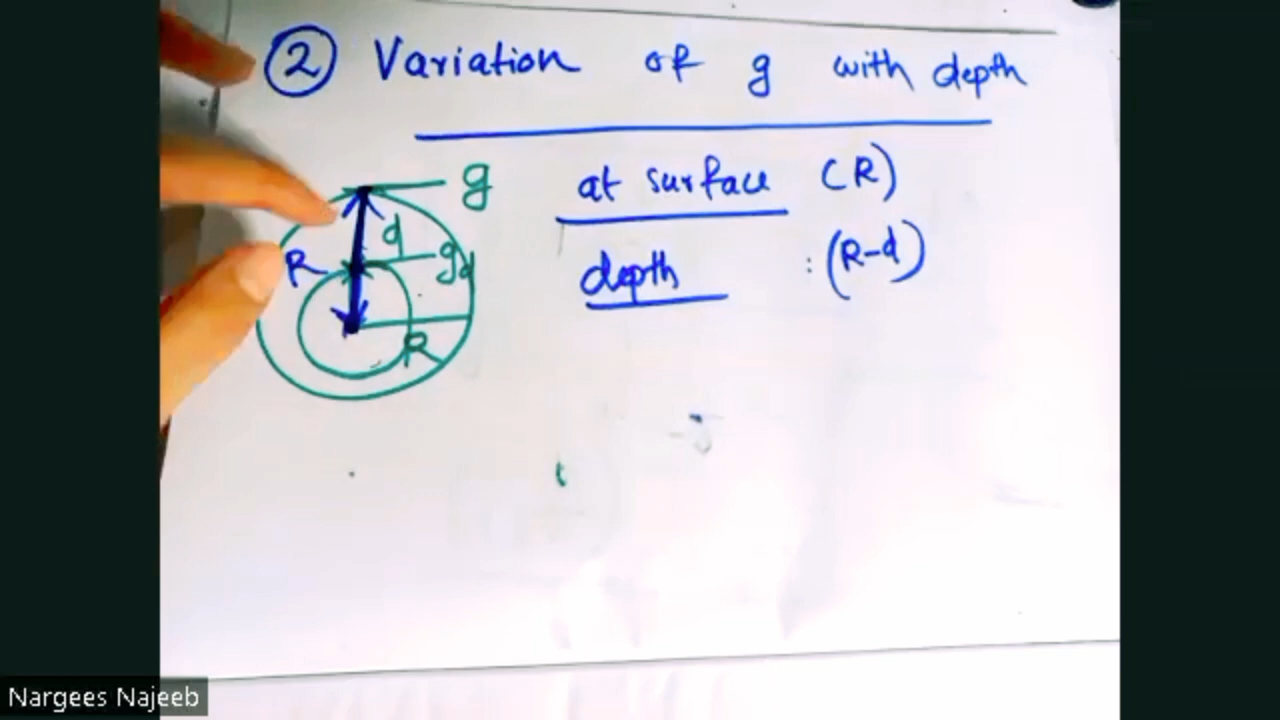 ② Variation of g with depth
g
at surface (R)
d
R
gd
depth : (R-d)
R
Nargees Najeeb